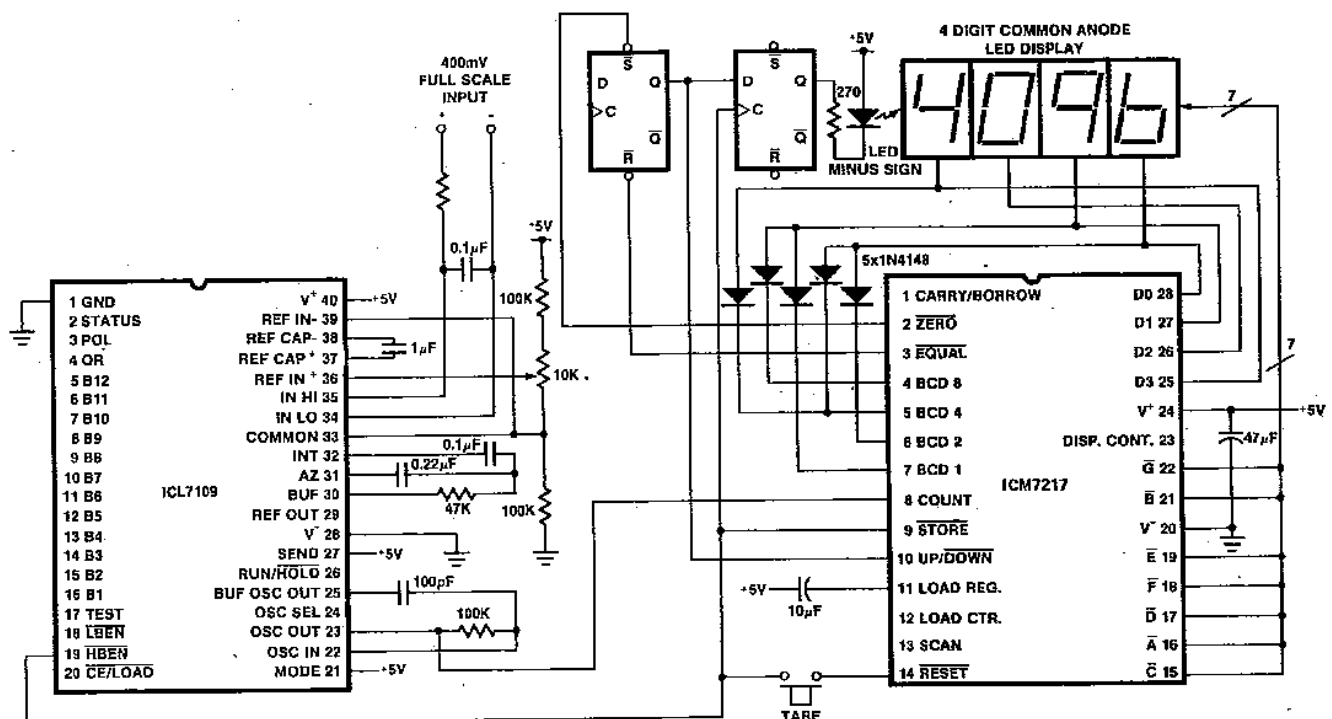 4 DIGIT COMMON ANODE
LED DISPLAY
+5V
400mV
FULL SCALE
INPUT
+ -
S
D Q
C
Q
R
S
D Q
C
Q
R
270
LED
MINUS SIGN
4096
7
7
0.1µF
+5V
100K
10K
100K
5x1N4148
1 GND
2 STATUS
3 POL
4 OR
5 B12
6 B11
7 B10
8 B9
9 B8
10 B7
11 B6
12 B5
13 B4
14 B3
15 B2
16 B1
17 TEST
18 LBEN
19 HBEN
20 CE/LOAD
ICL7109
V+ 40
REF IN- 39
REF CAP- 38
REF CAP+ 37
REF IN+ 36
IN HI 35
IN LO 34
COMMON 33
INT 32
AZ 31
BUF 30
REF OUT 29
V- 28
SEND 27
RUN/HOLD 26
BUF OSC OUT 25
OSC SEL 24
OSC OUT 23
OSC IN 22
MODE 21
+5V
1µF
0.1µF
0.22µF
47K
+5V
100pF
100K
+5V
1 CARRY/BORROW
2 ZERO
3 EQUAL
4 BCD 8
5 BCD 4
6 BCD 2
7 BCD 1
8 COUNT
9 STORE
10 UP/DOWN
11 LOAD REG.
12 LOAD CTR.
13 SCAN
14 RESET
ICM7217
D0 28
D1 27
D2 26
D3 25
V+ 24
DISP. CONT. 23
G 22
B 21
V- 20
E 19
F 18
D 17
A 16
C 15
+5V
47µF
+5V
10µF
TARE